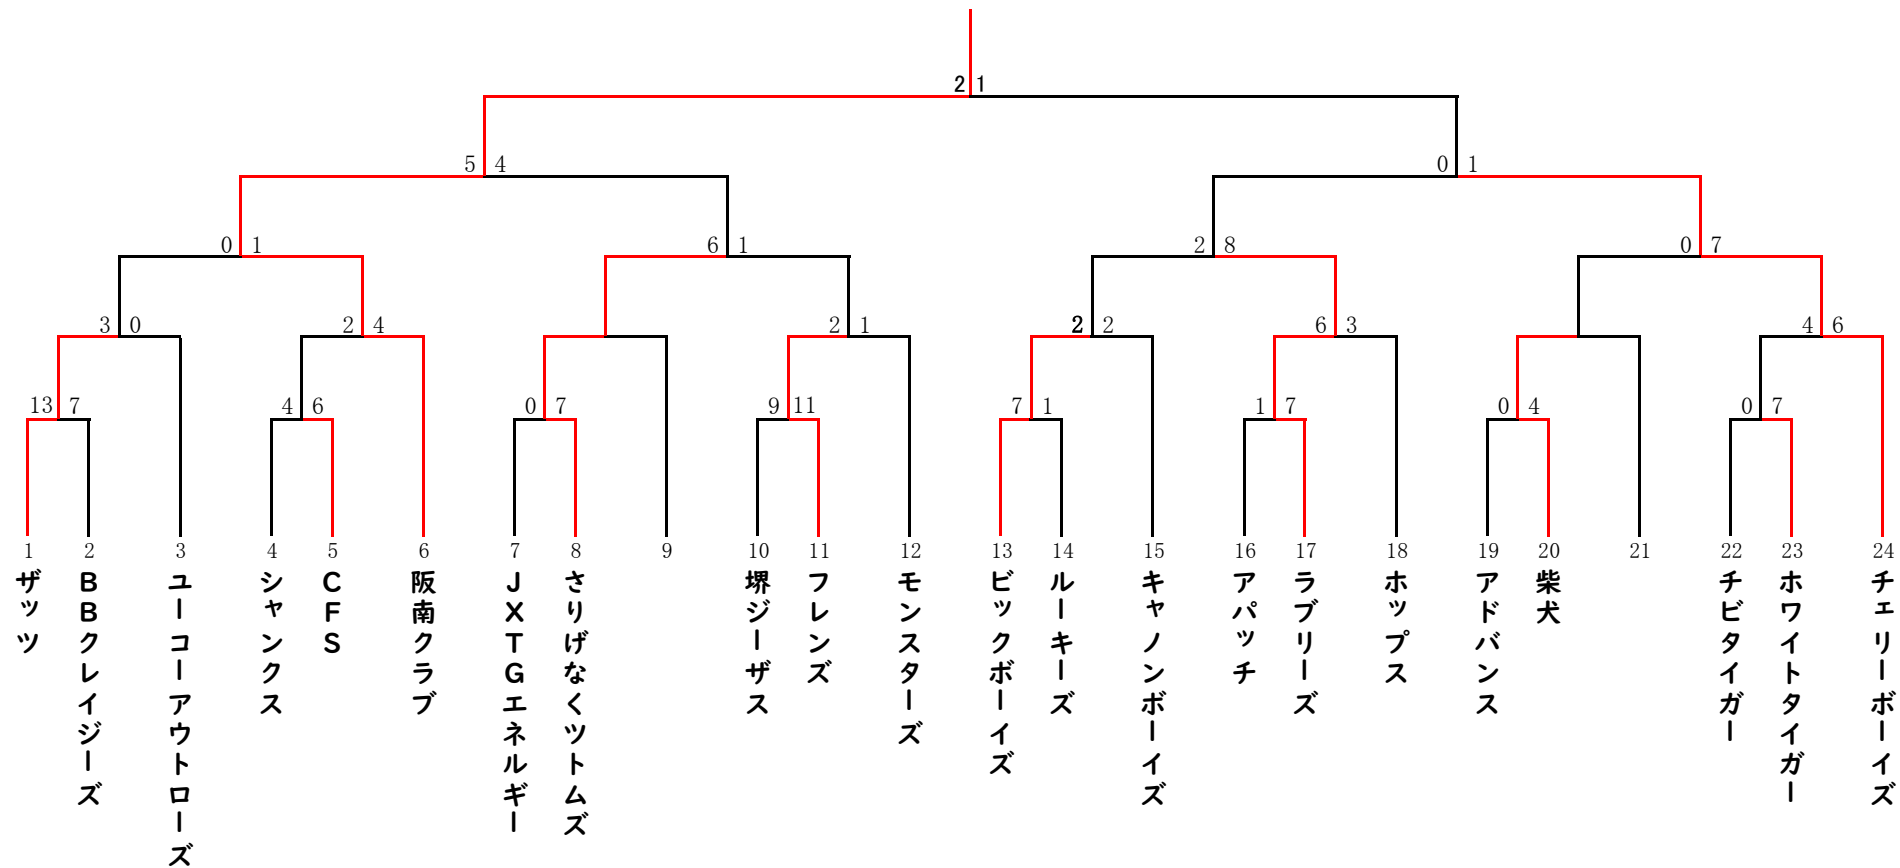 2 1
5 4
0 1
0 1
6 1
2 8
0 7
3 0
2 4
2 1
2 2
6 3
4 6
13 7
4 6
0 7
9 11
7 1
1 7
0 4
0 7
1
2
3
4
5
6
7
8
9
10
11
12
13
14
15
16
17
18
19
20
21
22
23
24
ザッツ
BBクレイジーズ
ユーコーアウトローズ
シャンクス
CFS
阪南クラブ
JXTGエネルギー
さりげなくツトムズ
堺ジーザス
フレンズ
モンスターズ
ビックボーイズ
ルーキーズ
キャノンボーイズ
アパッチ
ラブリーズ
ホップス
アドバンス
柴犬
チビタイガー
ホワイトタイガー
チェリーボーイズ